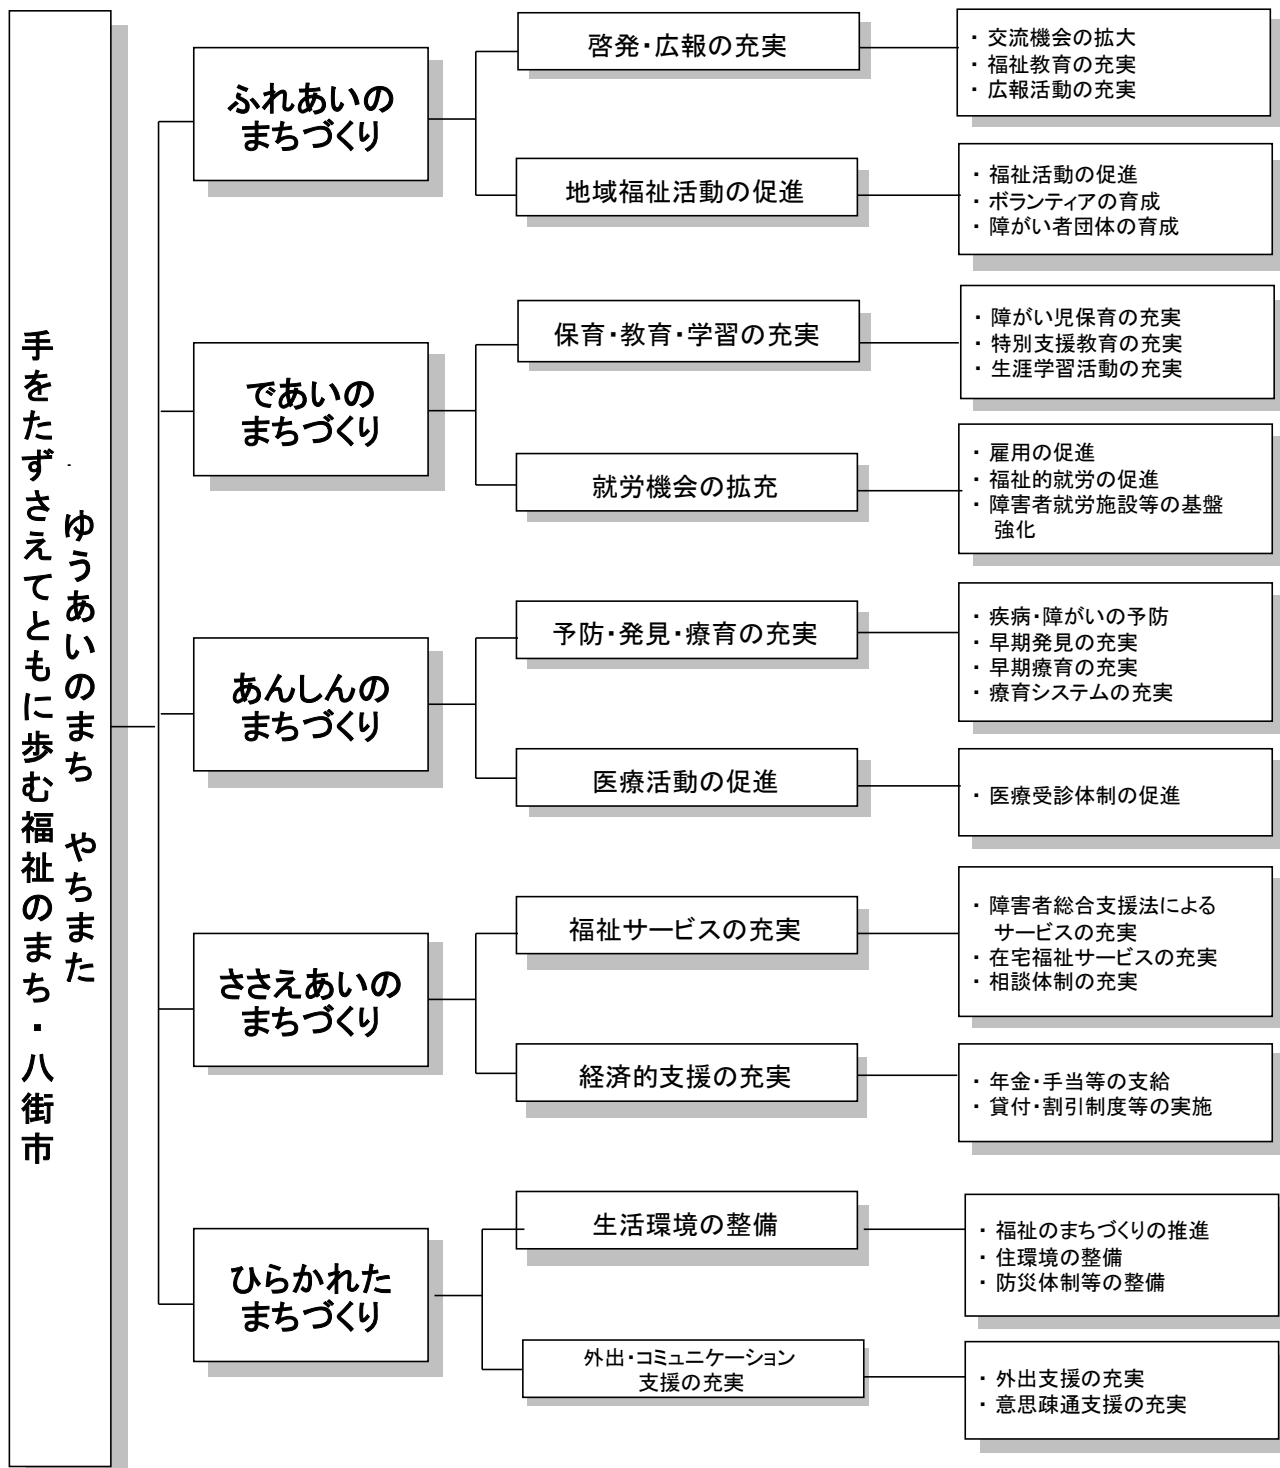 ゆうあいのまち　やちまた
手をたずさえてともに歩む福祉のまち・八街市
ふれあいの
まちづくり
啓発・広報の充実
・ 交流機会の拡大
・ 福祉教育の充実
・ 広報活動の充実
地域福祉活動の促進
・ 福祉活動の促進
・ ボランティアの育成
・ 障がい者団体の育成
であいの
まちづくり
保育・教育・学習の充実
・ 障がい児保育の充実
・ 特別支援教育の充実
・ 生涯学習活動の充実
就労機会の拡充
・ 雇用の促進
・ 福祉的就労の促進
・ 障害者就労施設等の基盤
強化
あんしんの
まちづくり
予防・発見・療育の充実
・ 疾病・障がいの予防
・ 早期発見の充実
・ 早期療育の充実
・ 療育システムの充実
医療活動の促進
・ 医療受診体制の促進
ささえあいの
まちづくり
福祉サービスの充実
・ 障害者総合支援法による
サービスの充実
・ 在宅福祉サービスの充実
・ 相談体制の充実
経済的支援の充実
・ 年金・手当等の支給
・ 貸付・割引制度等の実施
ひらかれた
まちづくり
生活環境の整備
・ 福祉のまちづくりの推進
・ 住環境の整備
・ 防災体制等の整備
外出・コミュニケーション
支援の充実
・ 外出支援の充実
・ 意思疎通支援の充実